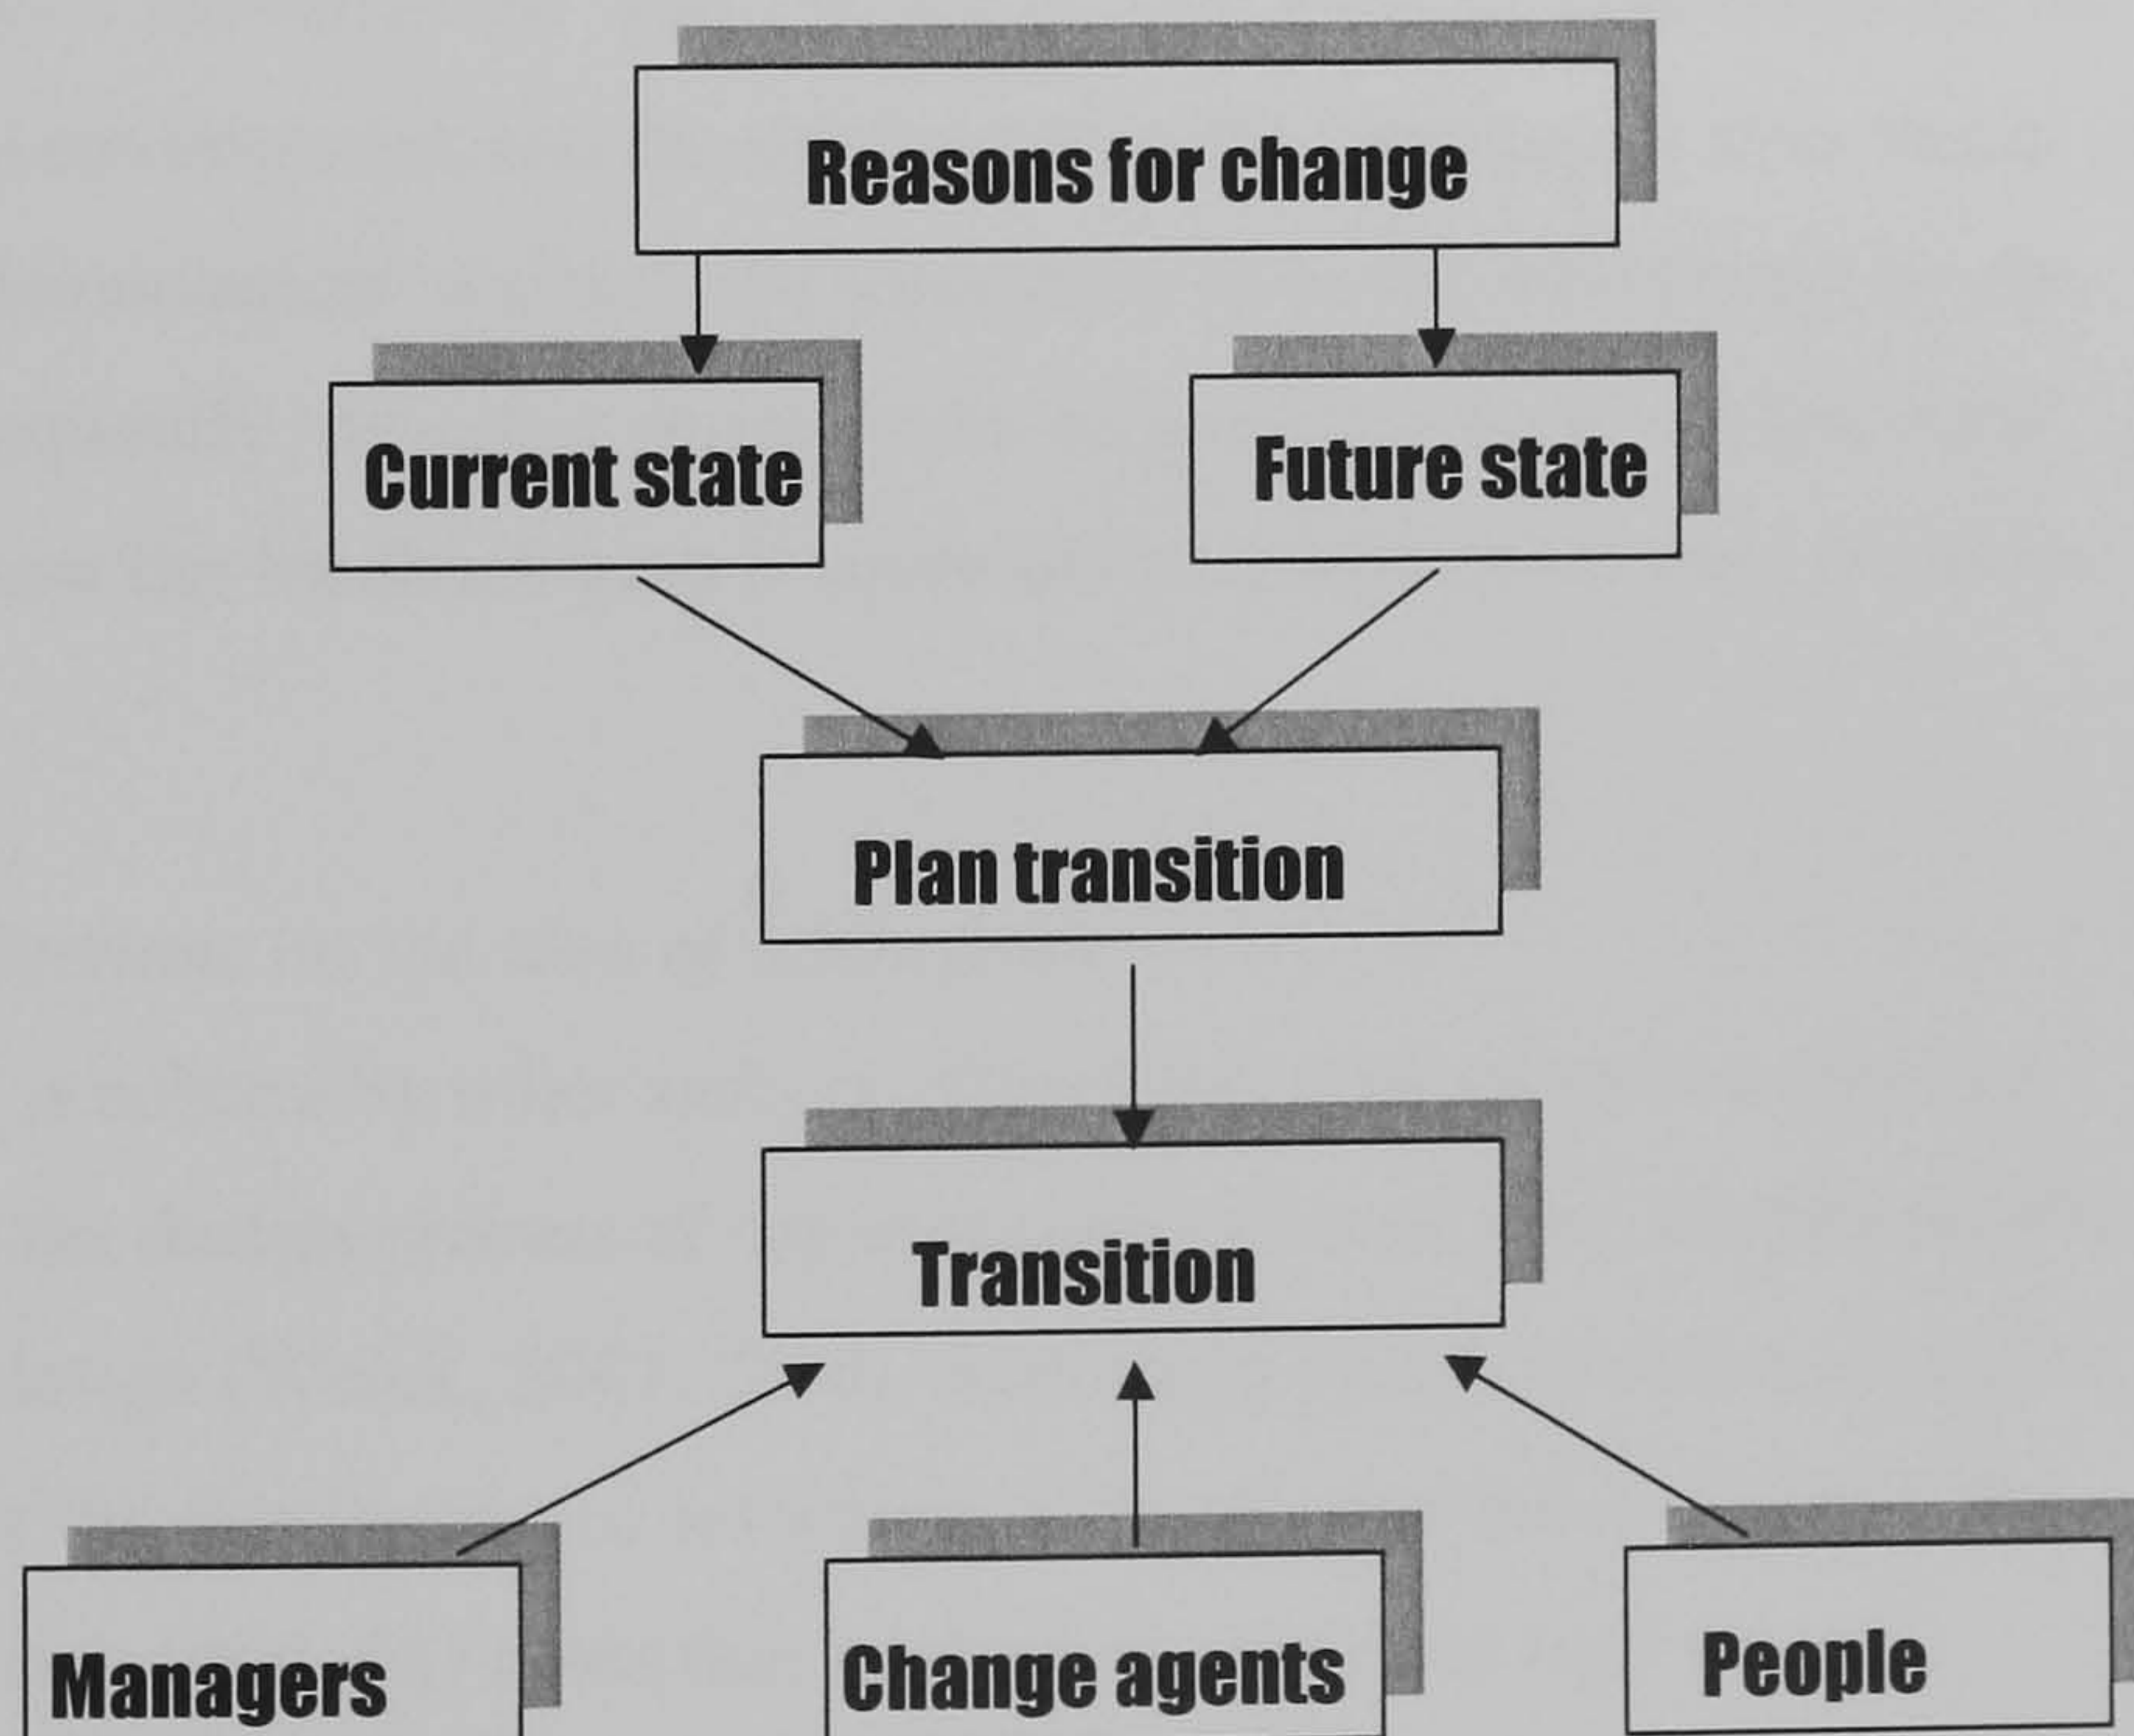 Reasons for change
Current state
Future state
Plan transition
Transition
Managers
Change agents
People